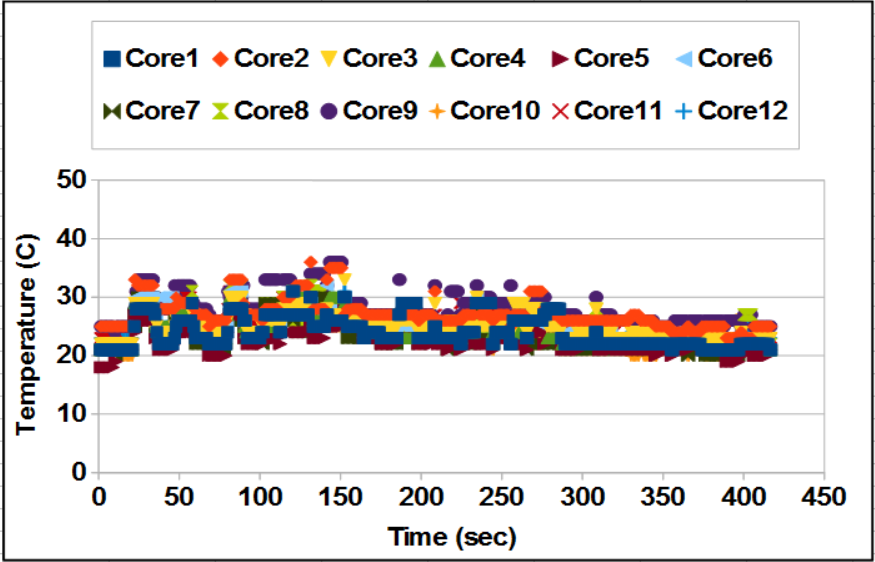 Core1 Core2 Core3 Core4 Core5 Core6
Core7 Core8 Core9 Core10 Core11 Core12
50
40
30
20
10
0
Temperature (C)
0 50 100 150 200 250 300 350 400 450
Time (sec)